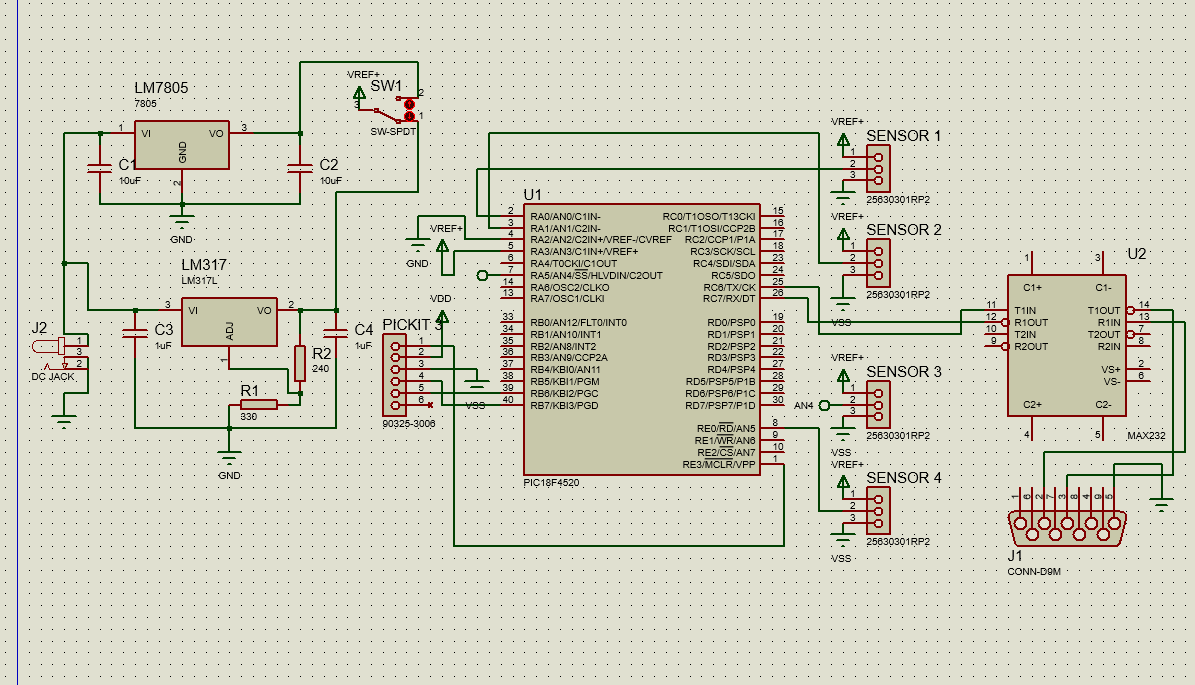 LM7805
7805
1
VI
VO
3
GND
2
C1
10uF
C2
10uF
GND
VREF+
SW1
3
2
1
SW-SPDT
LM317
LM317L
3
VI
VO
2
ADJ
1
C3
1uF
C4
1uF
R2
240
R1
330
GND
J2
1
3
2
DC JACK
VREF+
GND
VDD
PICKIT 3
1
2
3
4
5
6
VSS
90325-3006
U1
2 RA0/AN0/C1IN-
3 RA1/AN1/C2IN-
4 RA2/AN2/C2IN+/VREF-/CVREF
5 RA3/AN3/C1IN+/VREF+
6 RA4/T0CKI/C1OUT
7 RA5/AN4/SS/HLVDIN/C2OUT
14 RA6/OSC2/CLKO
13 RA7/OSC1/CLKI
33 RB0/AN12/FLT0/INT0
34 RB1/AN10/INT1
35 RB2/AN8/INT2
36 RB3/AN9/CCP2A
37 RB4/KBI0/AN11
38 RB5/KBI1/PGM
39 RB6/KBI2/PGC
40 RB7/KBI3/PGD
RC0/T1OSO/T13CKI 15
RC1/T1OSI/CCP2B 16
RC2/CCP1/P1A 17
RC3/SCK/SCL 18
RC4/SDI/SDA 23
RC5/SDO 24
RC6/TX/CK 25
RC7/RX/DT 26
RD0/PSP0 19
RD1/PSP1 20
RD2/PSP2 21
RD3/PSP3 22
RD4/PSP4 27
RD5/PSP5/P1B 28
RD6/PSP6/P1C 29
RD7/PSP7/P1D 30
RE0/RD/AN5 8
RE1/WR/AN6 9
RE2/CS/AN7 10
RE3/MCLR/VPP 1
PIC18F4520
VREF+
SENSOR 1
1
2
3
25630301RP2
VREF+
SENSOR 2
1
2
3
25630301RP2
VSS
VREF+
SENSOR 3
1
AN4
2
3
25630301RP2
VSS
VREF+
SENSOR 4
1
2
3
25630301RP2
VSS
U2
1
3
C1+
C1-
11 T1IN
12 R1OUT
10 T2IN
9 R2OUT
T1OUT 14
R1IN 13
T2OUT 7
R2IN 8
VS+ 2
VS- 6
C2+
C2-
4
5
MAX232
1 6 2 7 3 8 4 9 5
J1
CONN-D9M